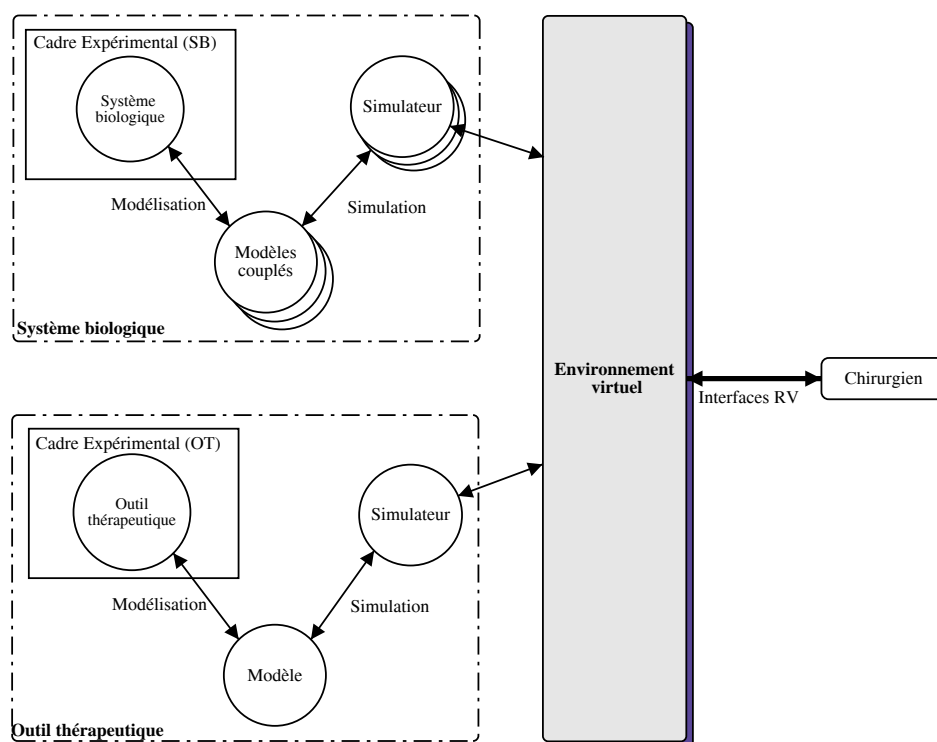 Cadre Expérimental (SB)
Système
biologique
Simulateur
Modélisation
Simulation
Modèles
couplés
Système biologique
Environnement
virtuel
Interfaces RV
Chirurgien
Cadre Expérimental (OT)
Outil
thérapeutique
Simulateur
Modélisation
Simulation
Modèle
Outil thérapeutique